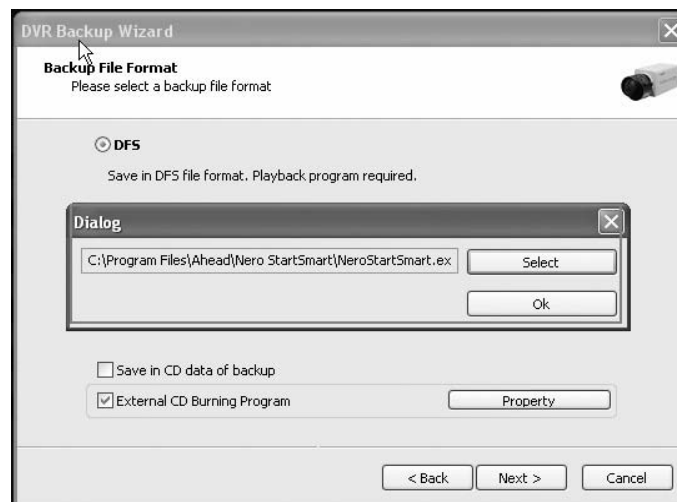 DVR Backup Wizard
Backup File Format
Please select a backup file format
DFS
Save in DFS file format. Playback program required.
Dialog
C:\Program Files\Ahead\Nero StartSmart\NeroStartSmart.ex
Select
Ok
Save in CD data of backup
External CD Burning Program
Property
< Back
Next >
Cancel